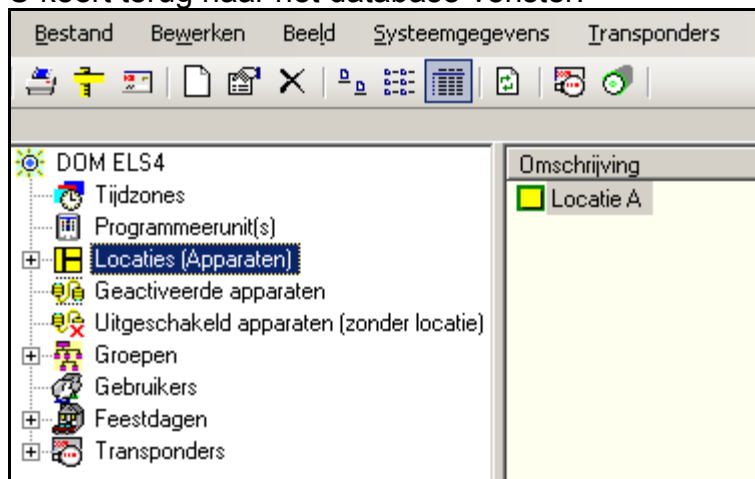 U keert terug naar het database venster.
Bestand Bewerken Beeld Systeemgegevens Transponders
DOM ELS4
Tijdzones
Programmeerunit(s)
Locaties (Apparaten)
Geactiveerde apparaten
Uitgeschakeld apparaten (zonder locatie)
Groepen
Gebruikers
Feestdagen
Transponders
Omschrijving
Locatie A